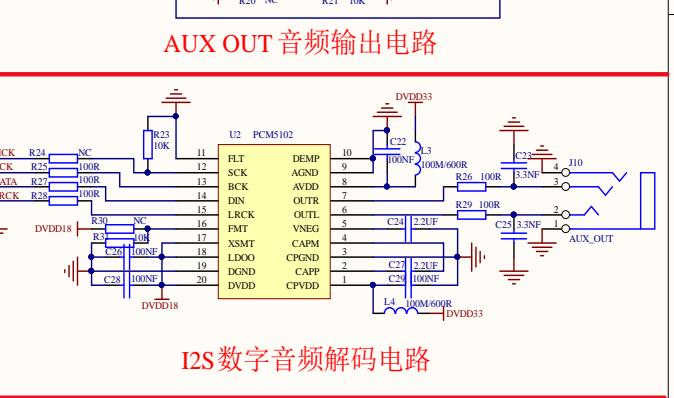 R20 NC R21 10K
AUX OUT 音频输出电路
DVDD33
R23
10K
U2 PCM5102
C22
100NF
L3
100M/600R
C23
3.3NF
J10
R24 NC
R25 100R
R27 100R
R28 100R
11 FLT DEMP 10
12 SCK AGND 9
13 BCK AVDD 8
14 DIN OUTR 7
15 LRCK OUTL 6
16 FMT VNEG 5
17 XSMT CAPM 4
18 LDOO CPGND 3
19 DGND CAPP 2
20 DVDD CPVDD 1
R26 100R
R29 100R
4
3
2
1
AUX_OUT
C25 3.3NF
DVDD18
R30 NC
R31 10K
C26 100NF
C28 100NF
DVDD18
C24 2.2UF
C27 2.2UF
C29 100NF
L4 100M/600R
DVDD33
I2S数字音频解码电路